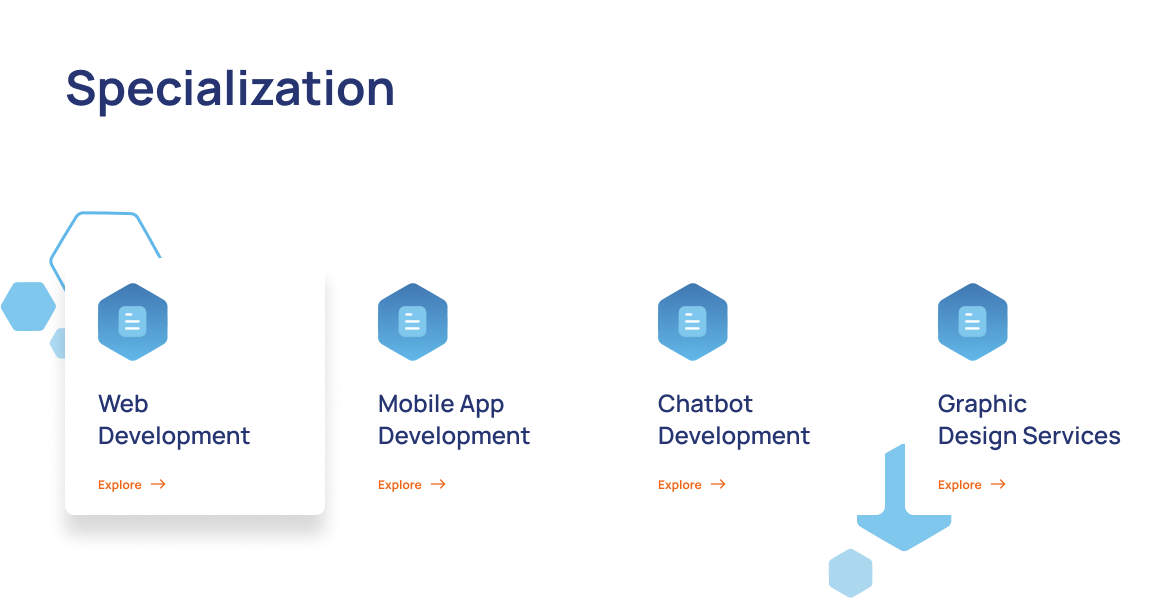 Specialization
Web
Development
Explore
Mobile App
Development
Explore
Chatbot
Development
Explore
Graphic
Design Services
Explore